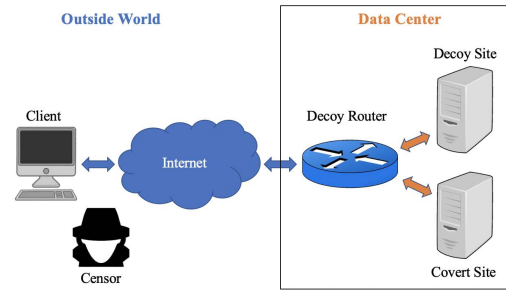 Outside World
Data Center
Decoy Site
Client
Decoy Router
Internet
Censor
Covert Site